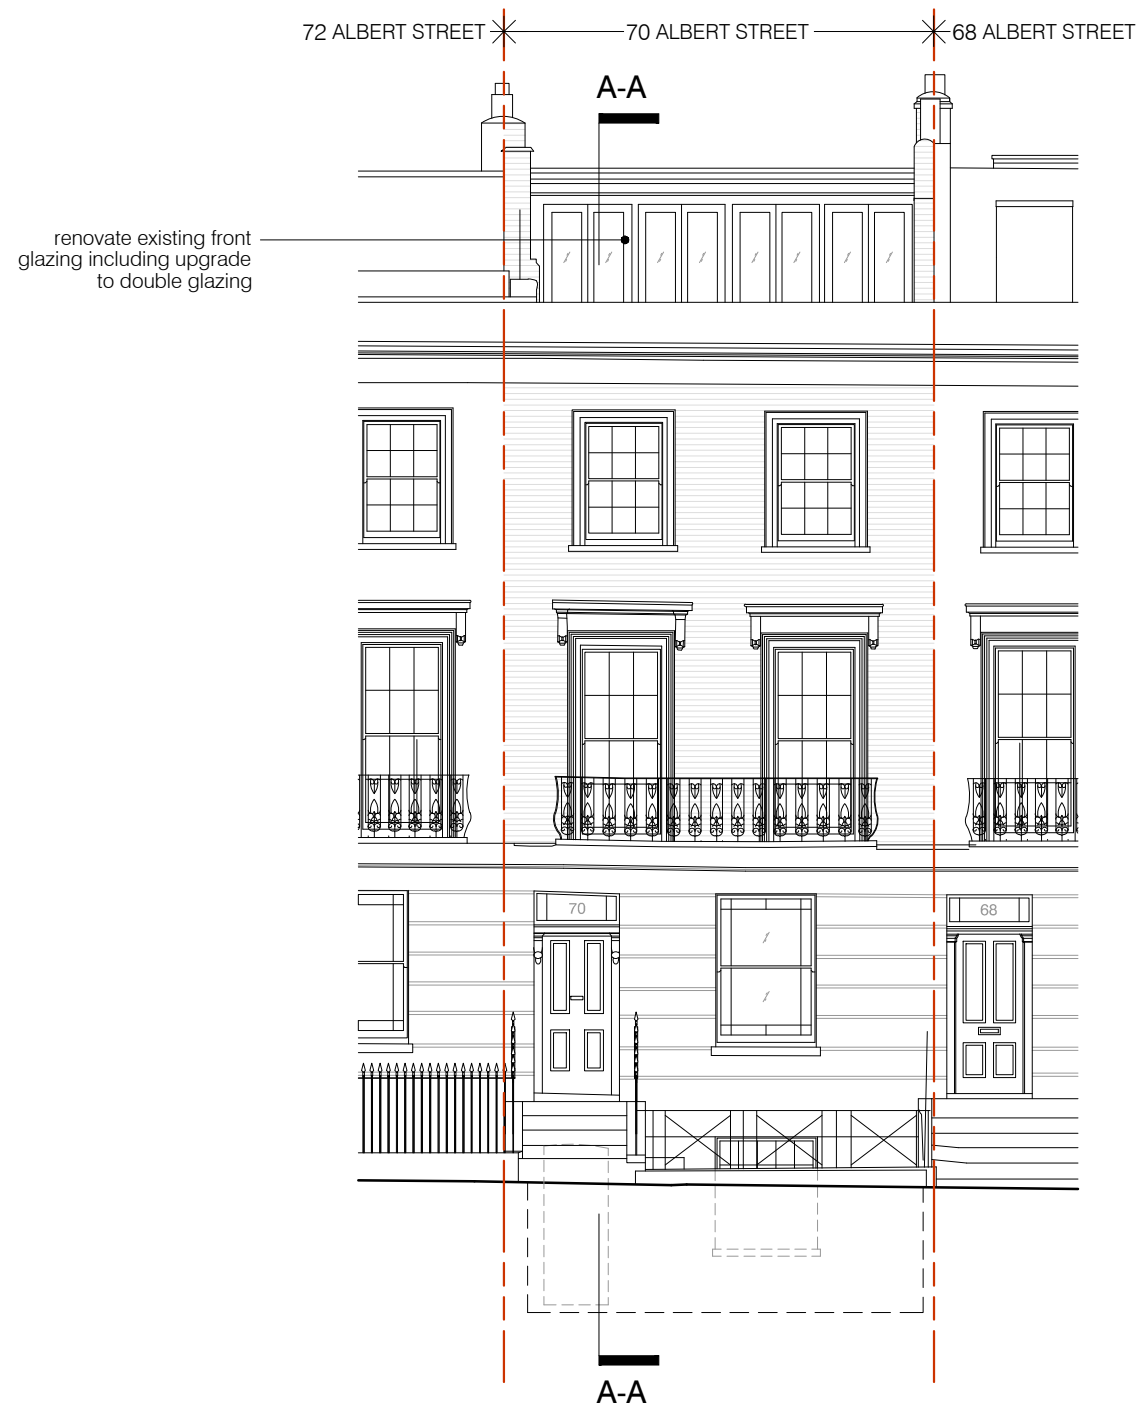 72 ALBERT STREET
70 ALBERT STREET
68 ALBERT STREET
A-A
renovate existing front
glazing including upgrade
to double glazing
70
68
A-A